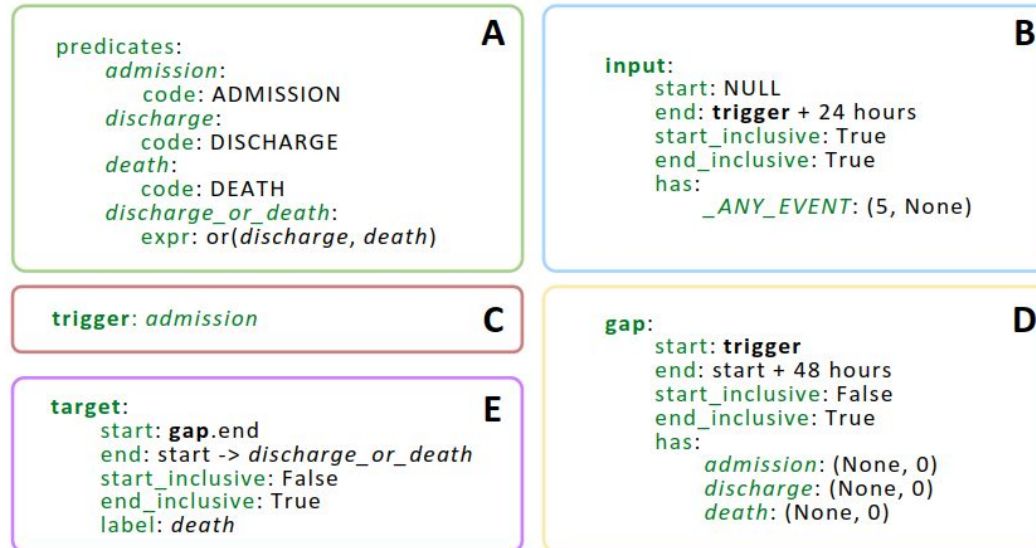 A
predicates:
admission:
code: ADMISSION
discharge:
code: DISCHARGE
death:
code: DEATH
discharge_or_death:
expr: or(discharge, death)
B
input:
start: NULL
end: trigger + 24 hours
start_inclusive: True
end_inclusive: True
has:
_ANY_EVENT: (5, None)
trigger: admission
C
D
gap:
start: trigger
end: start + 48 hours
start_inclusive: False
end_inclusive: True
has:
admission: (None, 0)
discharge: (None, 0)
death: (None, 0)
E
target:
start: gap.end
end: start -> discharge_or_death
start_inclusive: False
end_inclusive: True
label: death